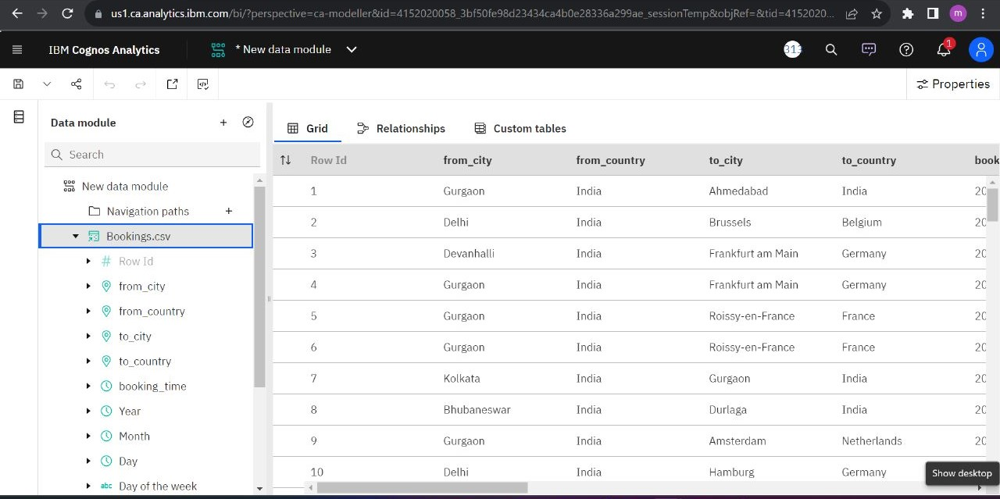 us1.ca.analytics.ibm.com/bi/?perspective=ca-modeller&id=4152020058_3bf50fe98d23434ca4b0e28336a299ae_sessionTemp&objRef=&tid=4152020...
m
IBM Cognos Analytics
* New data module
313
1
Properties
Data module
+
Search
New data module
Navigation paths +
Bookings.csv
# Row Id
from_city
from_country
to_city
to_country
booking_time
Year
Month
Day
abc Day of the week
Grid Relationships Custom tables
Row Id from_city from_country to_city to_country book
1 Gurgaon India Ahmedabad India 20
2 Delhi India Brussels Belgium 20
3 Devanhalli India Frankfurt am Main Germany 20
4 Gurgaon India Frankfurt am Main Germany 20
5 Gurgaon India Roissy-en-France France 20
6 Gurgaon India Roissy-en-France France 20
7 Kolkata India Gurgaon India 20
8 Bhubaneswar India Durlaga India 20
9 Gurgaon India Amsterdam Netherlands 20
10 Delhi India Hamburg Germany
Show desktop